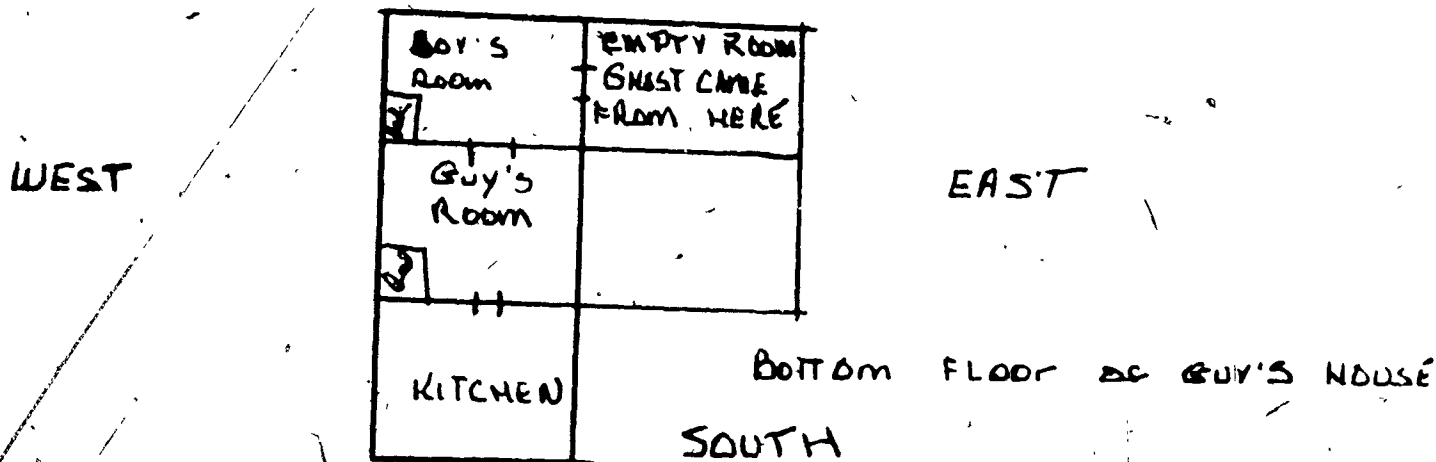 BOY'S
ROOM
EMPTY ROOM
GHOST CAME
FROM HERE
WEST
EAST
GUY'S
ROOM
BOTTOM FLOOR OF GUY'S HOUSE
KITCHEN
SOUTH